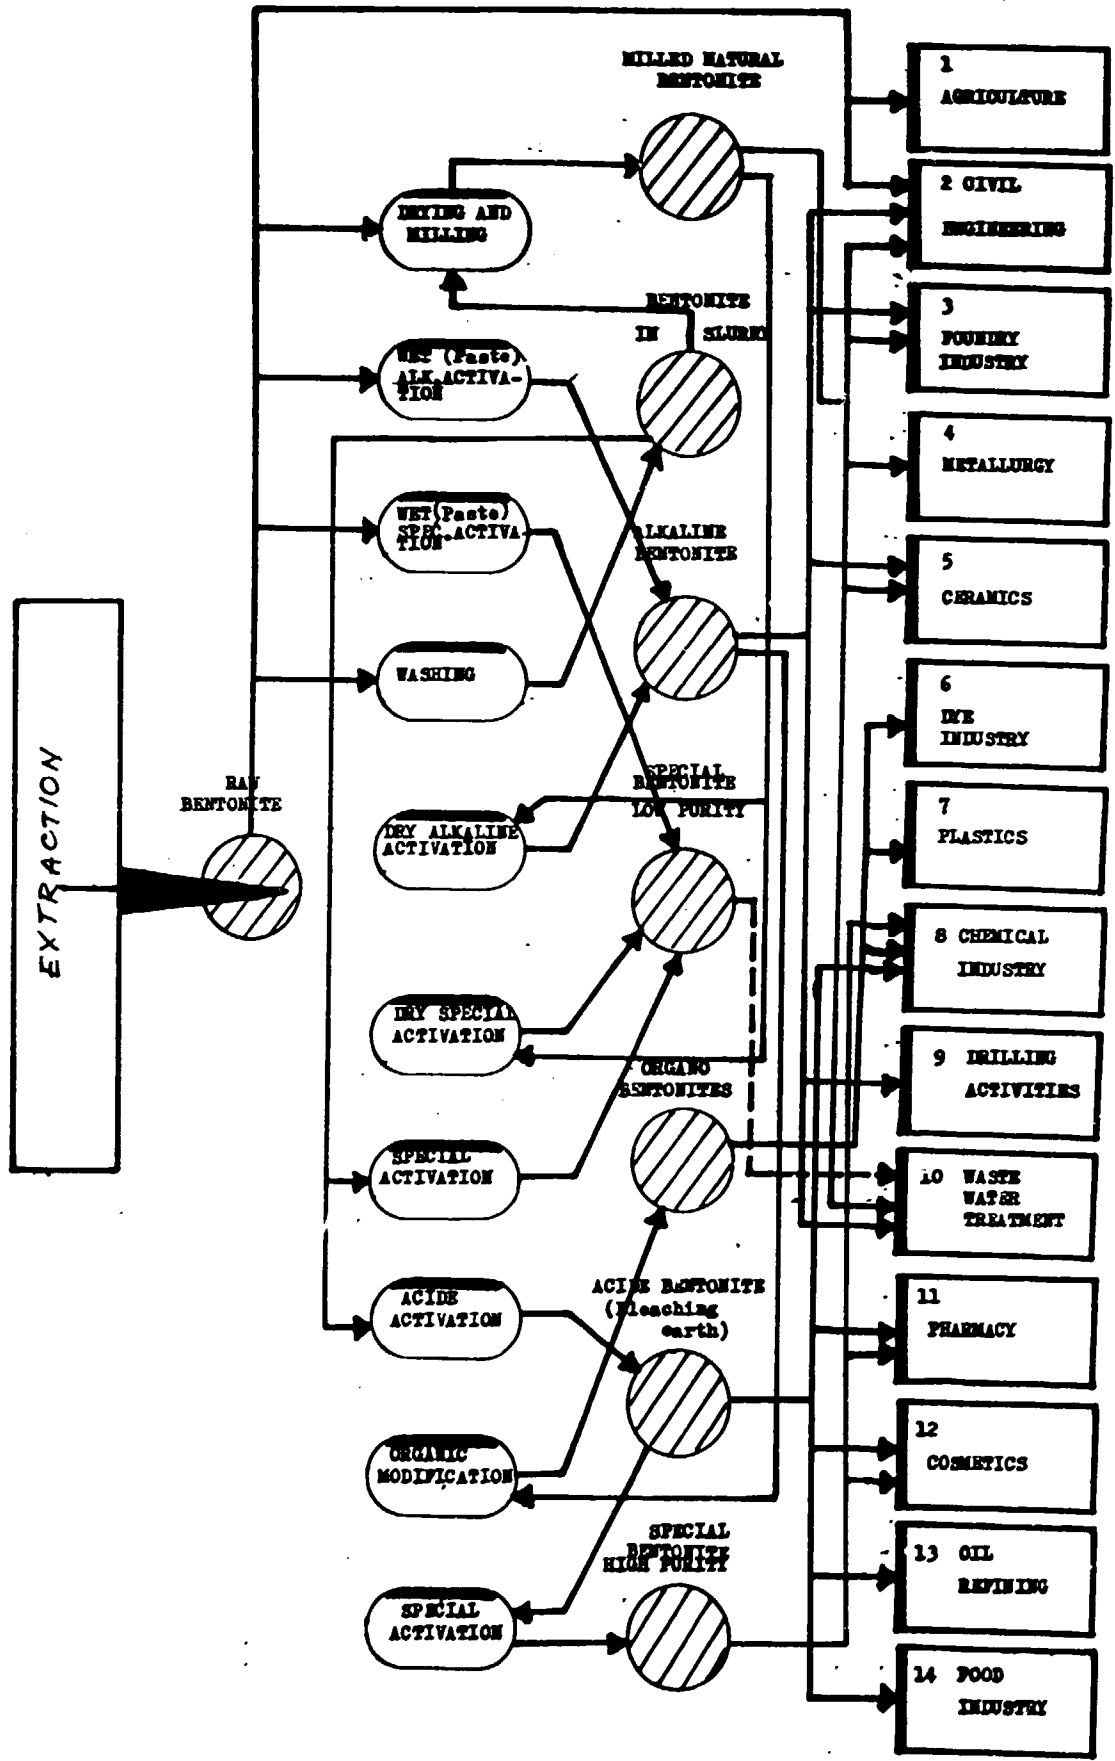 EXTRACTION
RAW
BENTONITE
DRYING AND
MILLING
WET (Paste)
ALK.ACTIVA-
TION
WET(Paste)
SPEC.ACTIVA
TION.
WASHING
DRY ALKALINE
ACTIVATION
DRY SPECIAL
ACTIVATION
SPECIAL
ACTIVATION
ACIDE
ACTIVATION
ORGANIC
MODIFICATION
SPECIAL
ACTIVATION
MILLED NATURAL
BENTONITE
BENTONITE
IN SLURRY
ALKALINE
BENTONITE
SPECIAL
BENTONITE
LOW PURITY
ORGANO
BENTONITES
ACIDE BENTONITE
(Bleaching
earth)
SPECIAL
BENTONITE
HIGH PURITY
1
AGRICULTURE
2 CIVIL
ENGINEERING
3
FOUNDRY
INDUSTRY
4
METALLURGY
5
CERAMICS
6
DYE
INDUSTRY
7
PLASTICS
8 CHEMICAL
INDUSTRY
9 DRILLING
ACTIVITIES
10 WASTE
WATER
TREATMENT
11
PHARMACY
12
COSMETICS
13 OIL
REFINING
14 FOOD
INDUSTRY